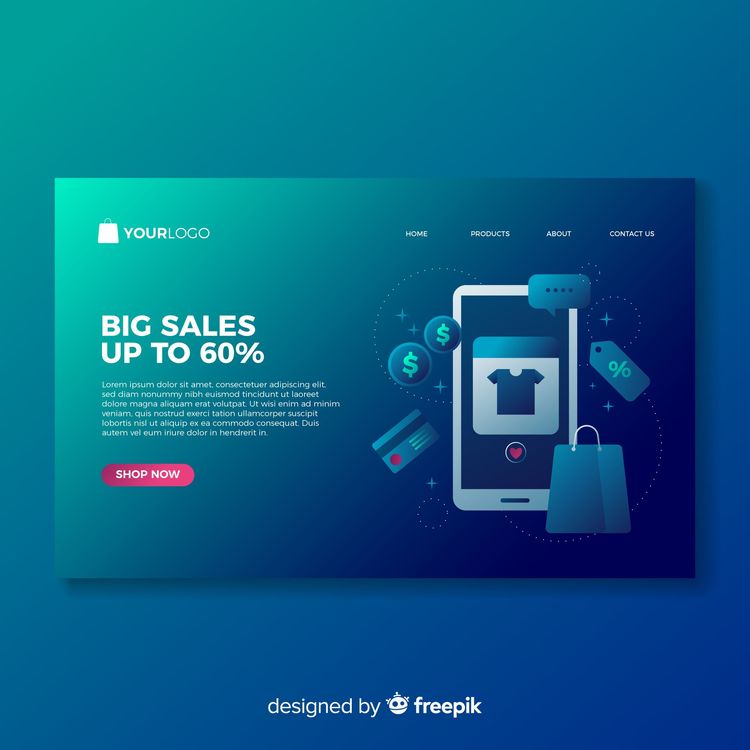 YOURLOGO
HOME PRODUCTS ABOUT CONTACT US
BIG SALES
UP TO 60%
Lorem ipsum dolor sit amet, consectetuer adipiscing elit,
sed diam nonummy nibh euismod tincidunt ut laoreet
dolore magna aliquam erat volutpat. Ut wisi enim ad minim
veniam, quis nostrud exerci tation ullamcorper suscipit
lobortis nisl ut aliquip ex ea commodo consequat. Duis
autem vel eum iriure dolor in hendrerit in.
SHOP NOW
$
$
%
designed by freepik